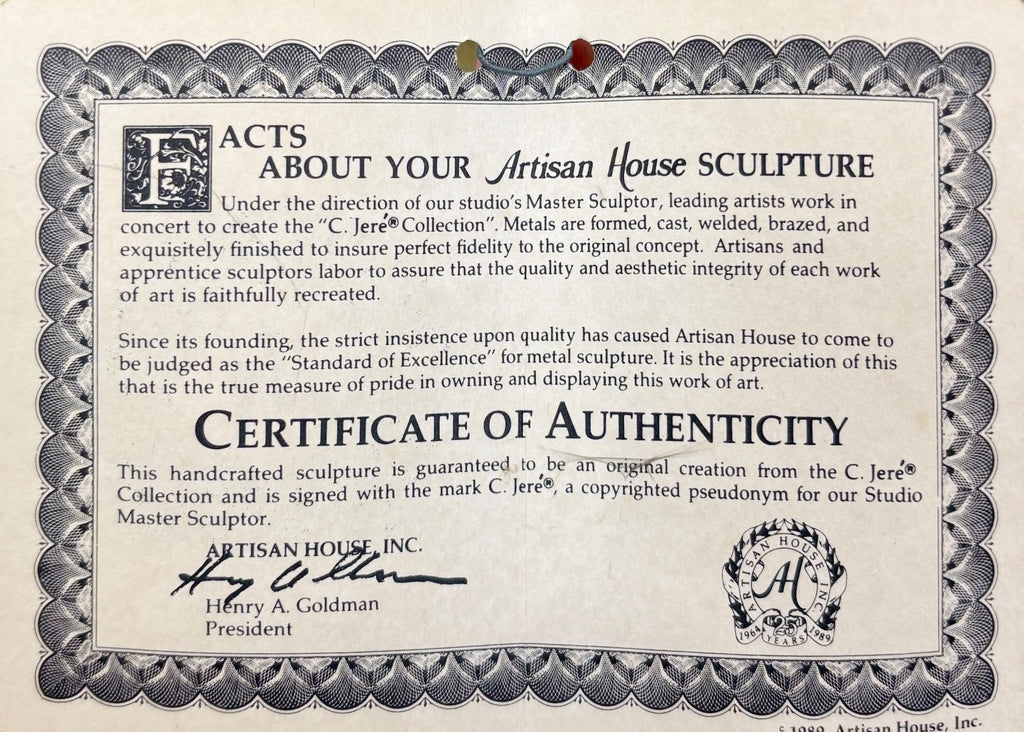 FACTS
ABOUT YOUR Artisan House SCULPTURE
Under the direction of our studio's Master Sculptor, leading artists work in
concert to create the "C. Jeré® Collection". Metals are formed, cast, welded, brazed, and
exquisitely finished to insure perfect fidelity to the original concept. Artisans and
apprentice sculptors labor to assure that the quality and aesthetic integrity of each work
of art is faithfully recreated.
Since its founding, the strict insistence upon quality has caused Artisan House to come to
be judged as the "Standard of Excellence" for metal sculpture. It is the appreciation of this
that is the true measure of pride in owning and displaying this work of art.
CERTIFICATE OF AUTHENTICITY
This handcrafted sculpture is guaranteed to be an original creation from the C. Jeré®
Collection and is signed with the mark C. Jeré®, a copyrighted pseudonym for our Studio
Master Sculptor.
ARTISAN HOUSE, INC.
Henry A. Goldman
President
ARTISAN HOUSE INC.
AH
1964 25 1989
YEARS
1989, Artisan House, Inc.